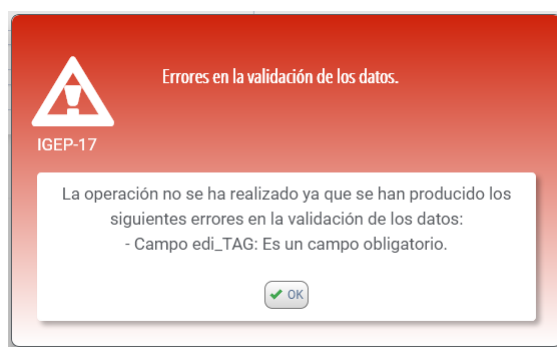 Errores en la validación de los datos.
IGEP-17
La operación no se ha realizado ya que se han producido los
siguientes errores en la validación de los datos:
- Campo edi_TAG: Es un campo obligatorio.
OK